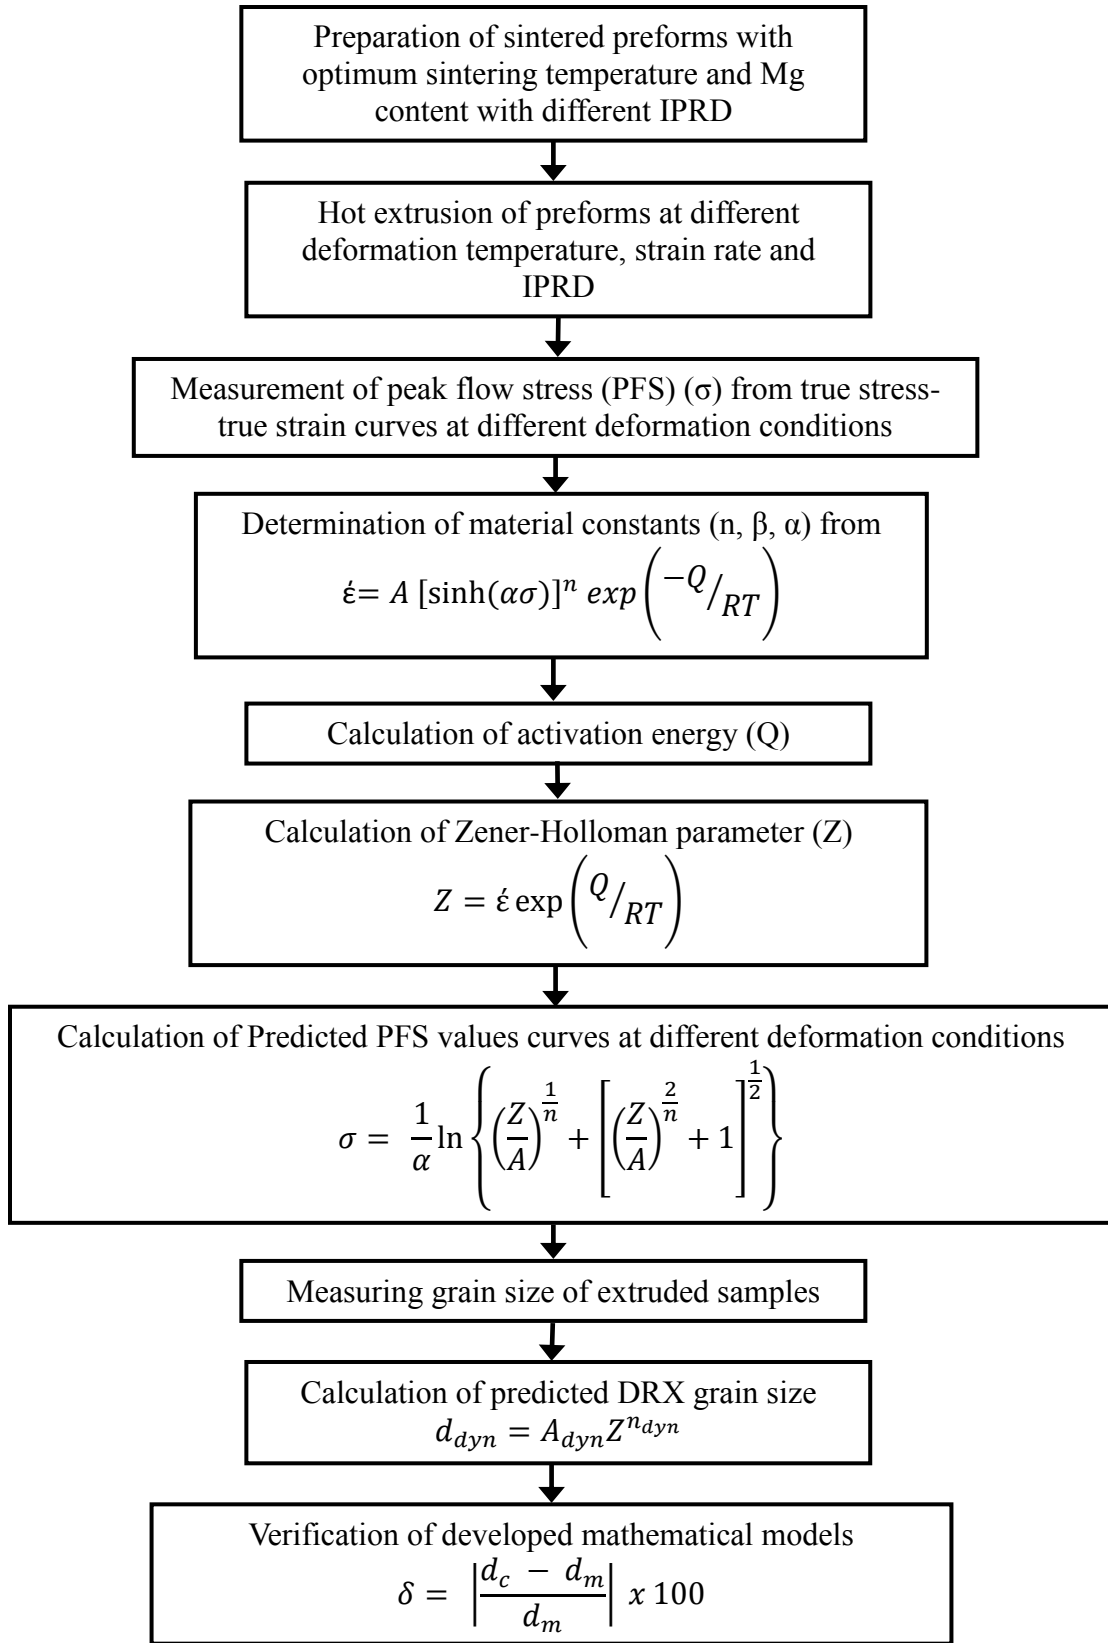 Preparation of sintered preforms with
optimum sintering temperature and Mg
content with different IPRD
Hot extrusion of preforms at different
deformation temperature, strain rate and
IPRD
Measurement of peak flow stress (PFS) (σ) from true stress-
true strain curves at different deformation conditions
Determination of material constants (n, β, α) from
έ= A [sinh(ασ)]^n exp(−Q/RT)
Calculation of activation energy (Q)
Calculation of Zener-Holloman parameter (Z)
Z = έ exp(Q/RT)
Calculation of Predicted PFS values curves at different deformation conditions
σ = 1/α ln{(Z/A)^(1/n) + [(Z/A)^(2/n) + 1]^(1/2)}
Measuring grain size of extruded samples
Calculation of predicted DRX grain size
d_dyn = A_dyn Z^(n_dyn)
Verification of developed mathematical models
δ = |(d_c − d_m)/d_m| x 100